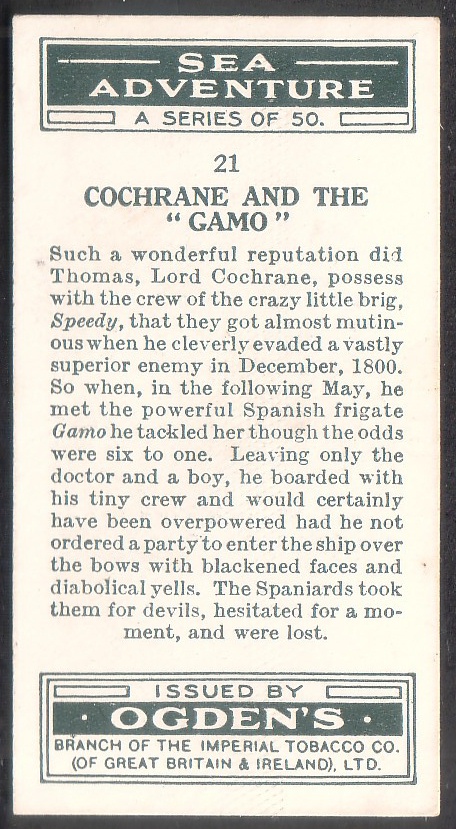 SEA
ADVENTURE
A SERIES OF 50.
21
COCHRANE AND THE
"GAMO"
Such a wonderful reputation did
Thomas, Lord Cochrane, possess
with the crew of the crazy little brig,
Speedy, that they got almost mutin-
ous when he cleverly evaded a vastly
superior enemy in December, 1800.
So when, in the following May, he
met the powerful Spanish frigate
Gamo he tackled her though the odds
were six to one. Leaving only the
doctor and a boy, he boarded with
his tiny crew and would certainly
have been overpowered had he not
ordered a party to enter the ship over
the bows with blackened faces and
diabolical yells. The Spaniards took
them for devils, hesitated for a mo-
ment, and were lost.
ISSUED BY
· OGDEN'S ·
BRANCH OF THE IMPERIAL TOBACCO CO.
(OF GREAT BRITAIN & IRELAND), LTD.